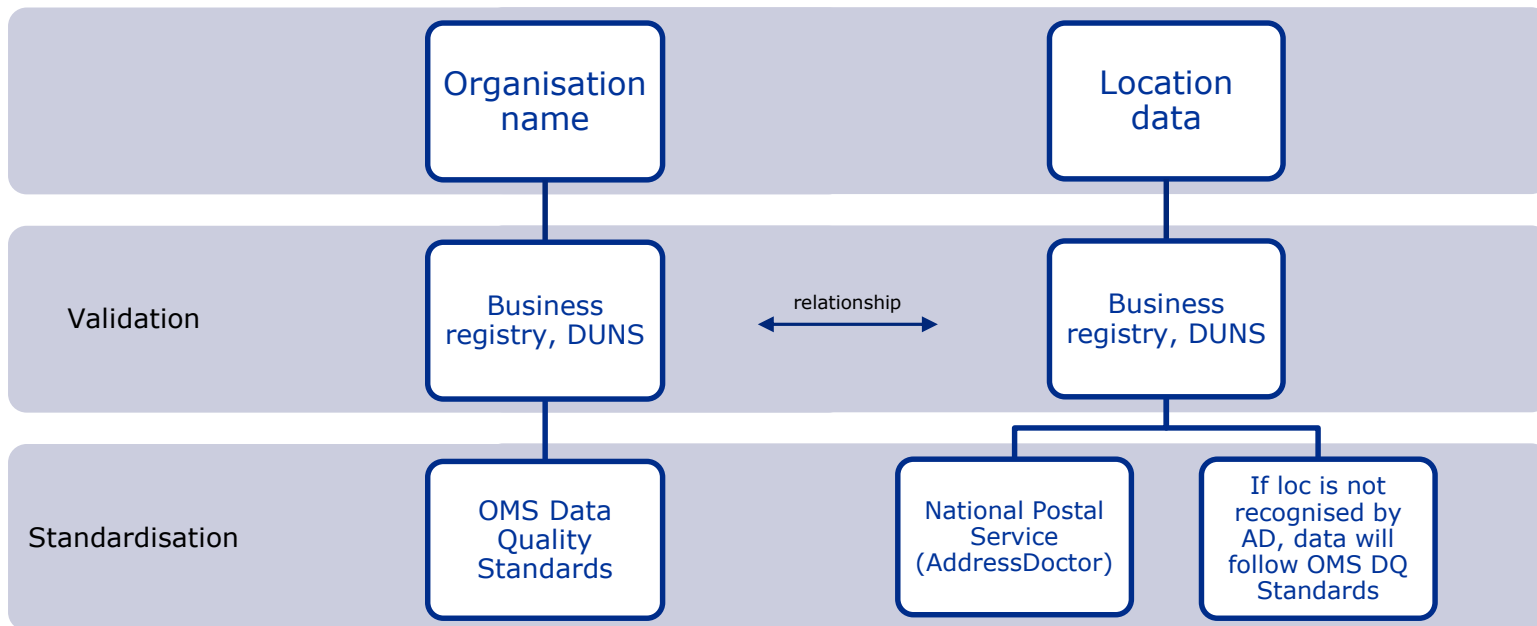 Organisation
name
Location
data
Validation
Business
registry, DUNS
relationship
Business
registry, DUNS
Standardisation
OMS Data
Quality
Standards
National Postal
Service
(AddressDoctor)
If loc is not
recognised by
AD, data will
follow OMS DQ
Standards